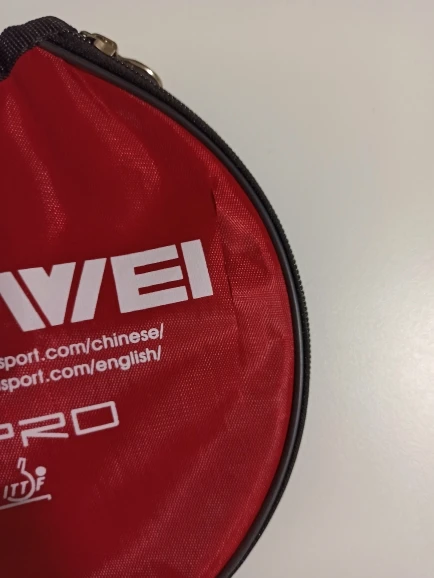 WEI
sport.com/chinese/
sport.com/english/
PRO
ITTF